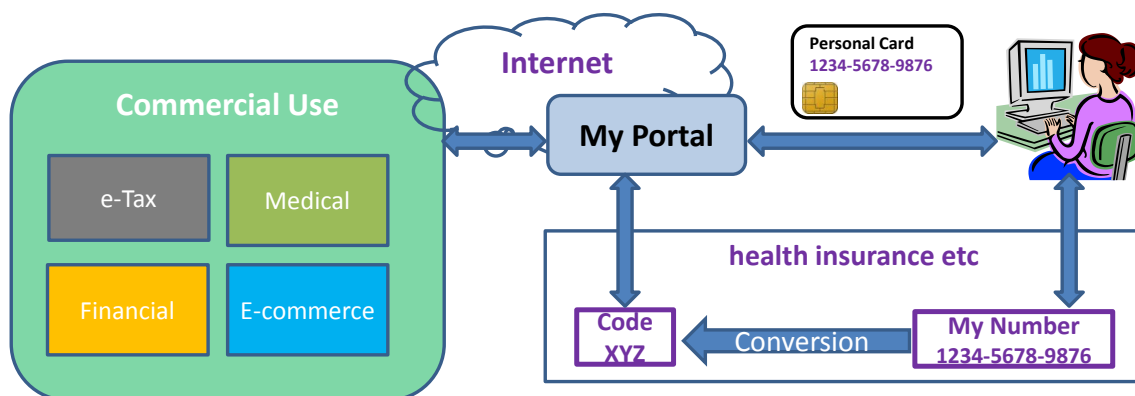 Internet
Personal Card
1234-5678-9876
Commercial Use
My Portal
e-Tax
Medical
health insurance etc
Financial
E-commerce
Code
XYZ
Conversion
My Number
1234-5678-9876